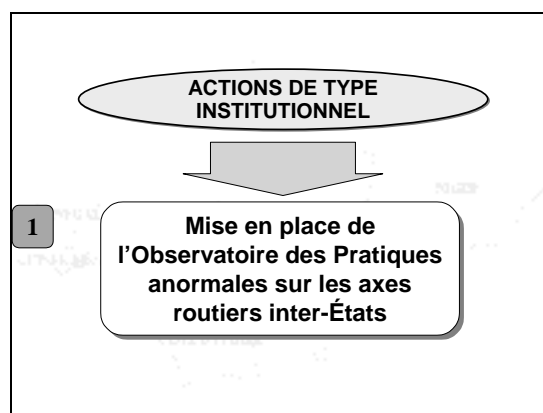 ACTIONS DE TYPE
INSTITUTIONNEL
1
Mise en place de
l'Observatoire des Pratiques
anormales sur les axes
routiers inter-États